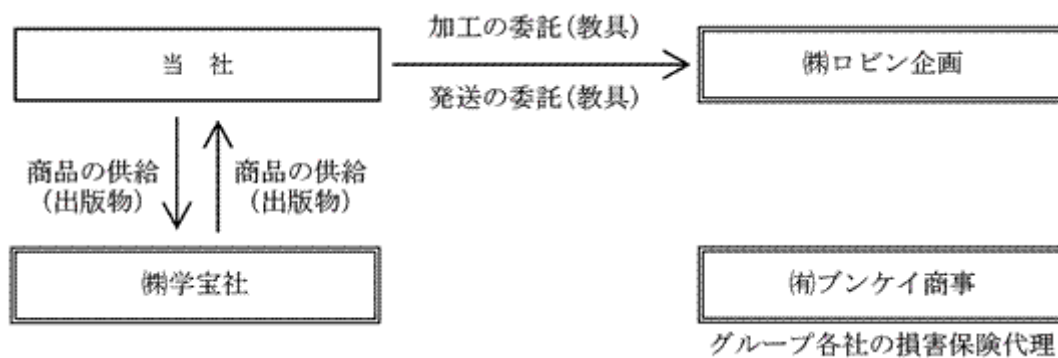 加工の委託(教具)
当 社
㈱ロビン企画
発送の委託(教具)
商品の供給
(出版物)
商品の供給
(出版物)
㈱学宝社
㈲ブンケイ商事
グループ各社の損害保険代理